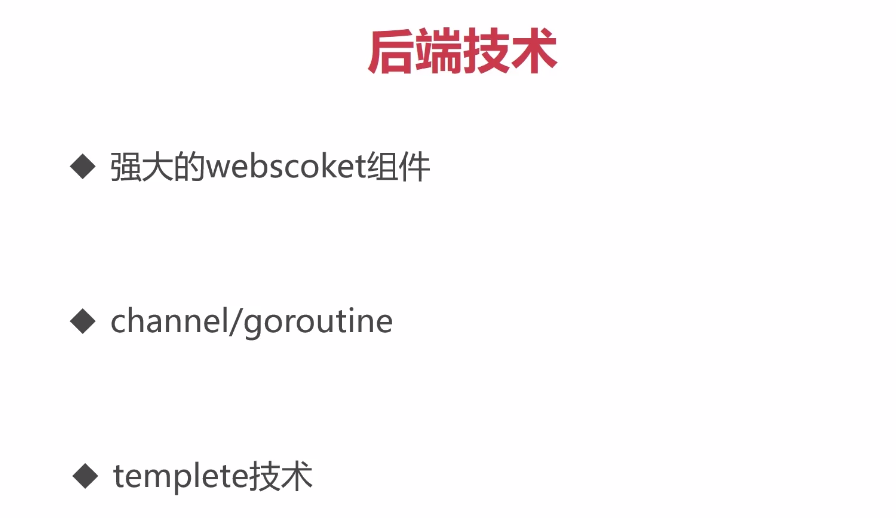 后端技术
◆ 强大的webscoket组件
◆ channel/goroutine
◆ templete技术